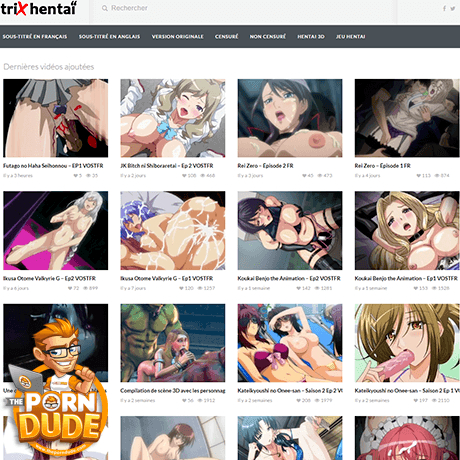 triXhentaï
Rechercher
SOUS-TITRÉ EN FRANÇAIS SOUS-TITRÉ EN ANGLAIS VERSION ORIGINALE CENSURÉ NON CENSURÉ HENTAI 3D JEU HENTAI
Dernières vidéos ajoutées
Futago no Haha Seihonnou – EP1 VOSTFR
il y a 3 heures
JK Bitch ni Shiboraretai – Ep 2 VOSTFR
il y a 2 jours 108 468
Rei Zero – Episode 2 FR
il y a 3 jours 45 473
Rei Zero – Épisode 1 FR
il y a 4 jours 113 874
Ikusa Otome Valkyrie G – Ep2 VOSTFR
il y a 6 jours 72 699
Ikusa Otome Valkyrie G – Ep1 VOSTFR
il y a 7 jours 120 1257
Koukai Benjo the Animation – Ep2 VOSTFR
il y a 1 semaine 142 1281
Koukai Benjo the Animation – Ep1 VOSTFR
il y a 1 semaine 151 1520
Compilation de scène 3D avec les personnag
il y a 2 semaines 56 1912
Kateikyoushi no Onee-san – Saison 2 Ep 2 VO
il y a 2 semaines 208 1979
Kateikyoushi no Onee-san – Saison 2 Ep 1 V
il y a 2 semaines 197 2110
THE
PORN
DUDE